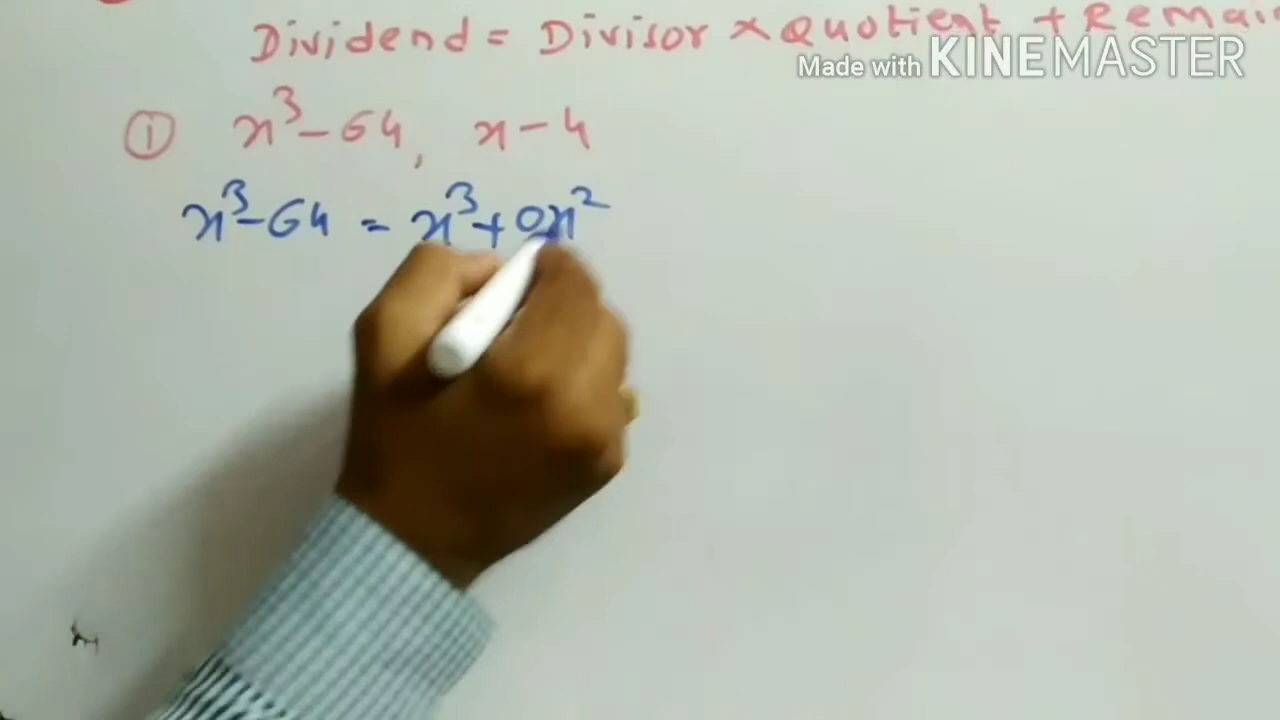 Dividend = Divisor × Quotient + Remai
Made with KINEMASTER
① x³-64, x-4
x³-64 = x³+0x²